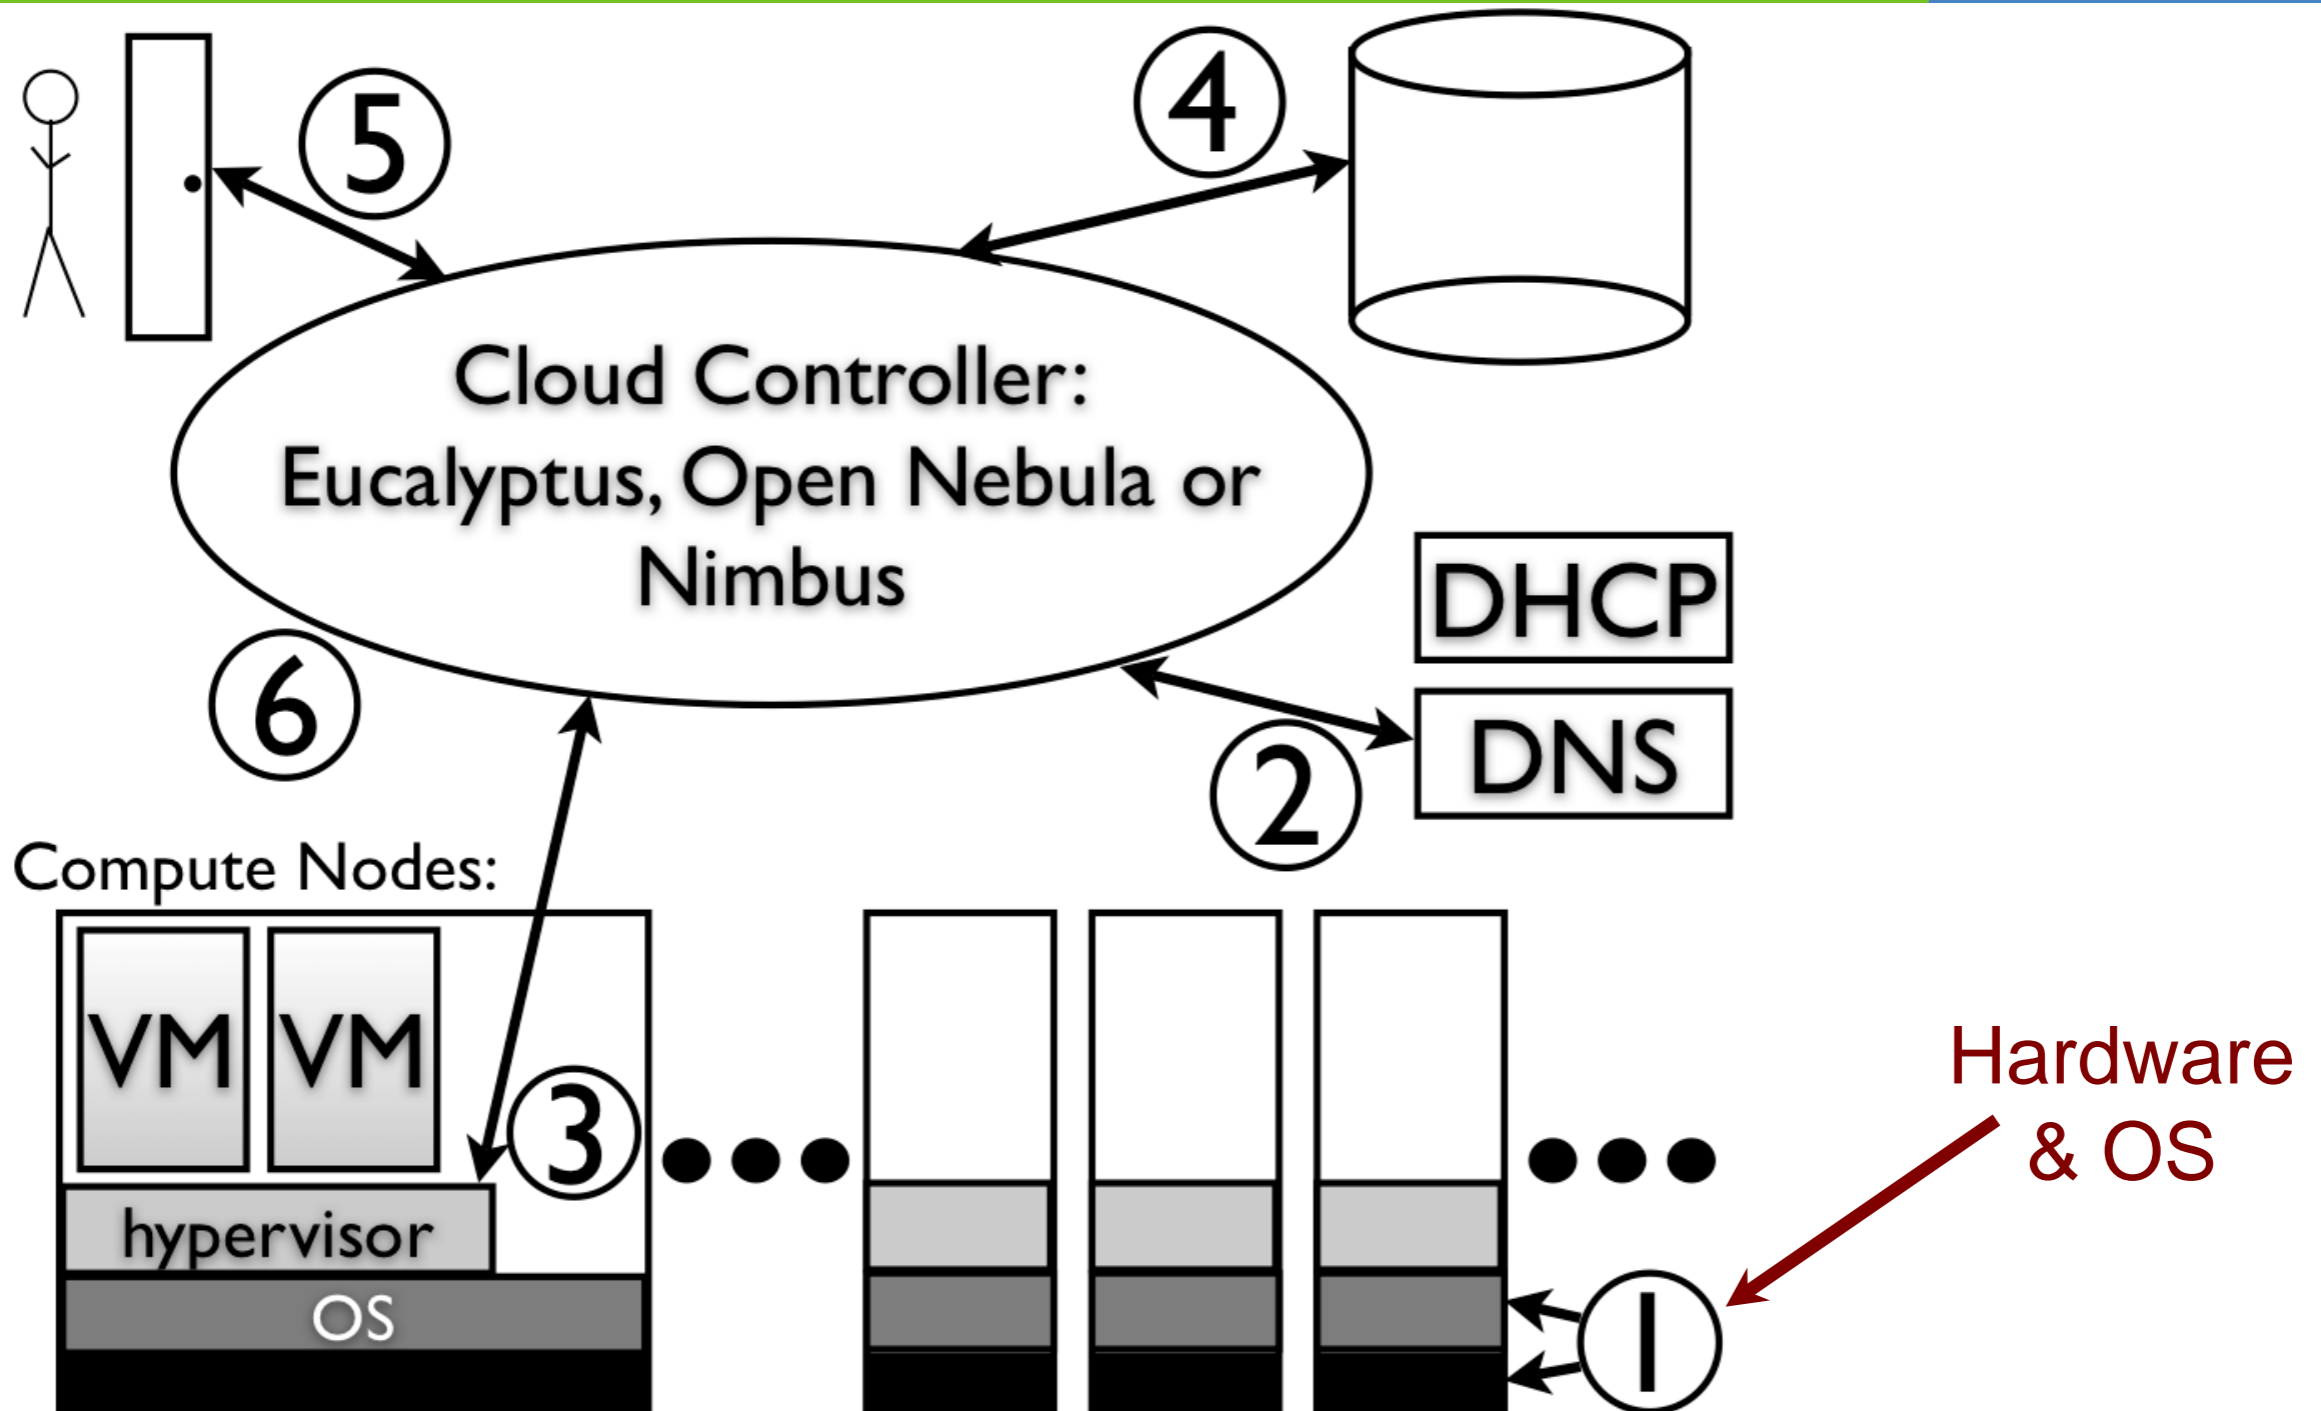 5
4
Cloud Controller:
Eucalyptus, Open Nebula or
Nimbus
DHCP
DNS
6
2
Compute Nodes:
VM VM
3
hypervisor
OS
Hardware
& OS
1